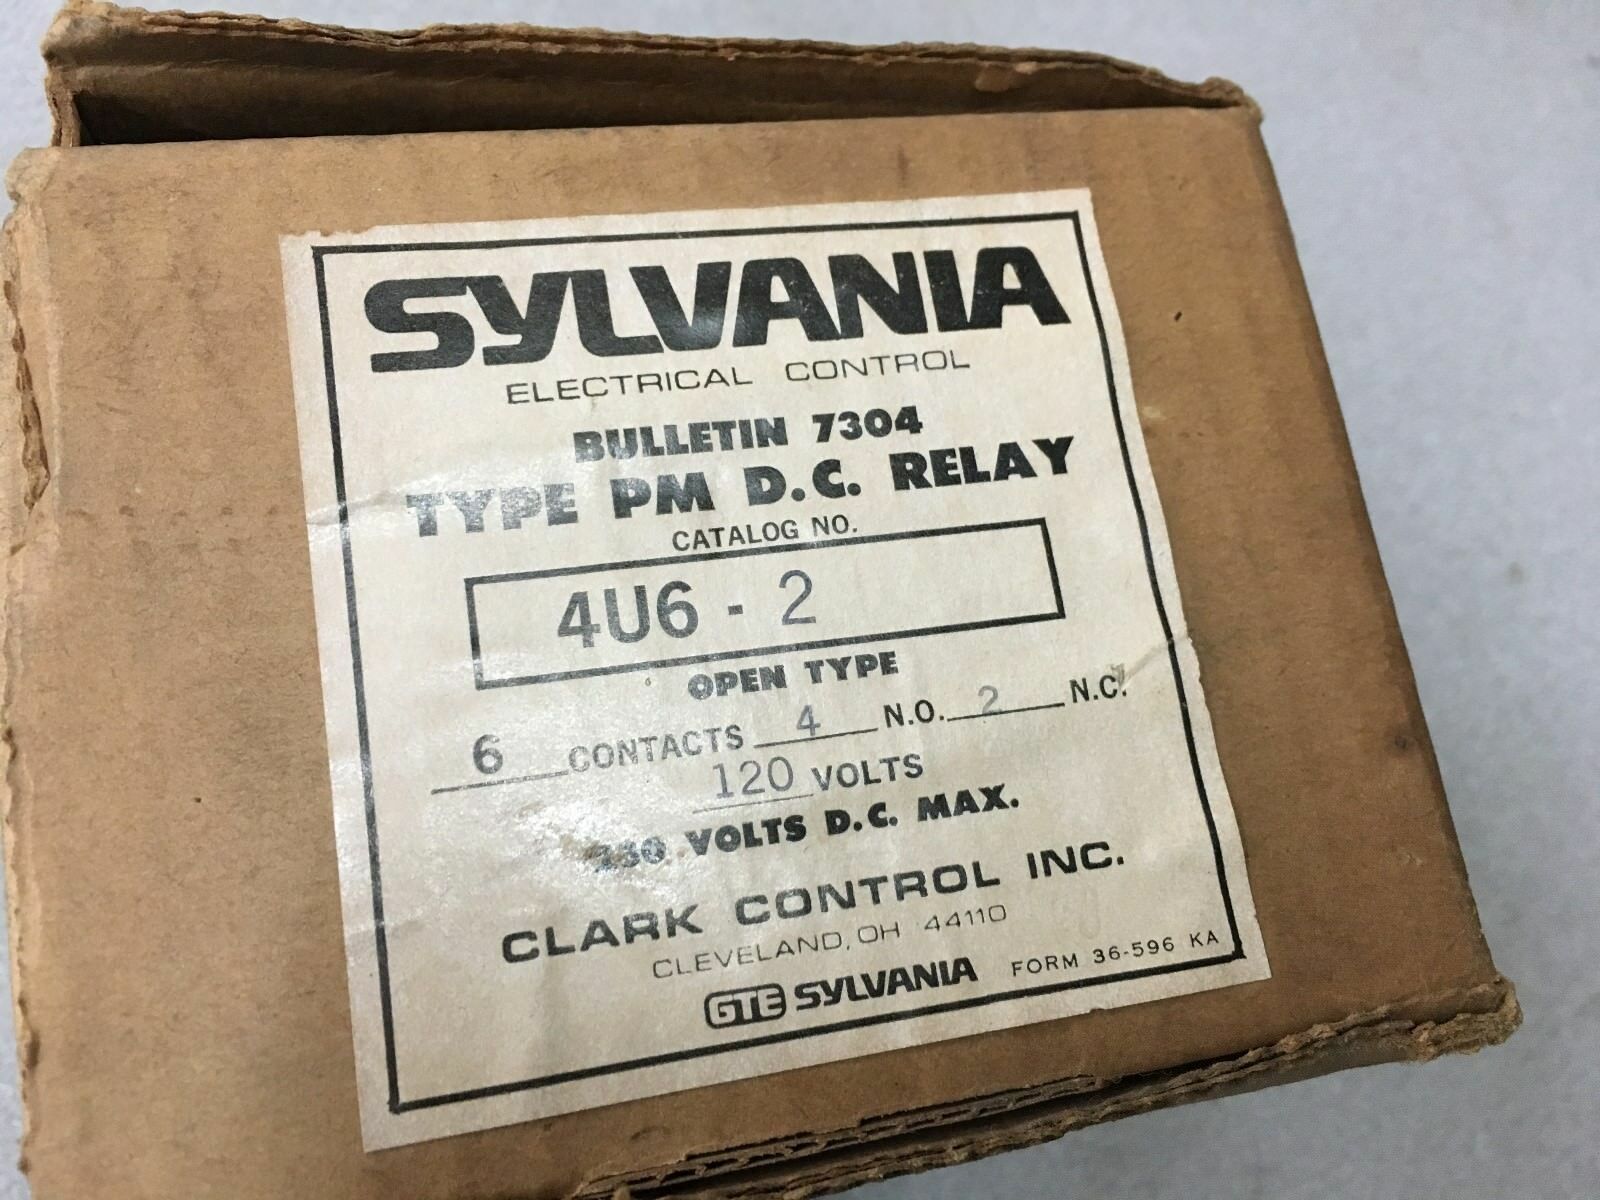 SYLVANIA
ELECTRICAL CONTROL
BULLETIN 7304
TYPE PM D.C. RELAY
CATALOG NO.
4U6 - 2
OPEN TYPE
6 CONTACTS 4 N.O. 2 N.C.
120 VOLTS
VOLTS D.C. MAX.
CLARK CONTROL INC.
CLEVELAND, OH 44110
GTE SYLVANIA FORM 36-596 KA